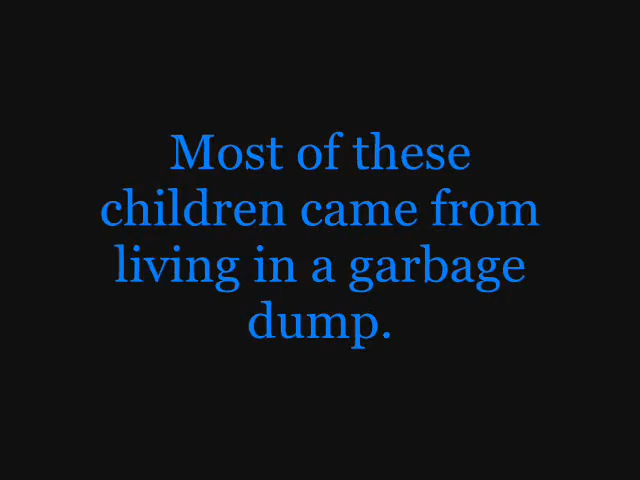 Most of these
children came from
living in a garbage
dump.